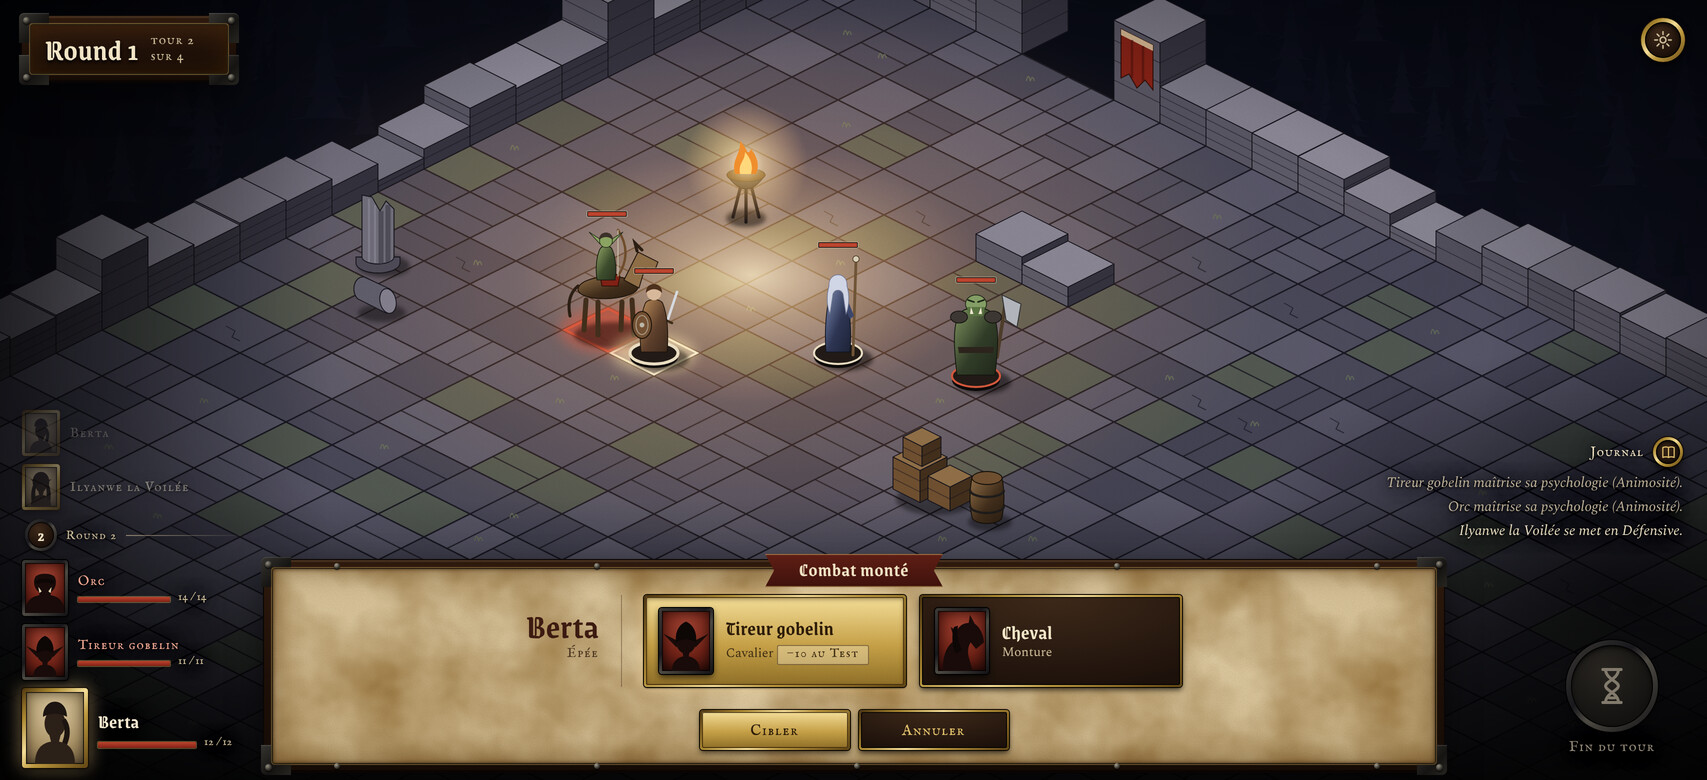 Round 1
TOUR 2
SUR 4
BERTA
ILYANWE LA VOILÉE
2
ROUND 2
ORC
14/14
TIREUR GOBELIN
11/11
Berta
12/12
JOURNAL
Tireur gobelin maîtrise sa psychologie (Animosité).
Orc maîtrise sa psychologie (Animosité).
Ilyanwe la Voilée se met en Défensive.
Combat monté
Berta
ÉPÉE
Tireur gobelin
Cavalier −10 AU TEST
Cheval
Monture
CIBLER
ANNULER
FIN DU TOUR